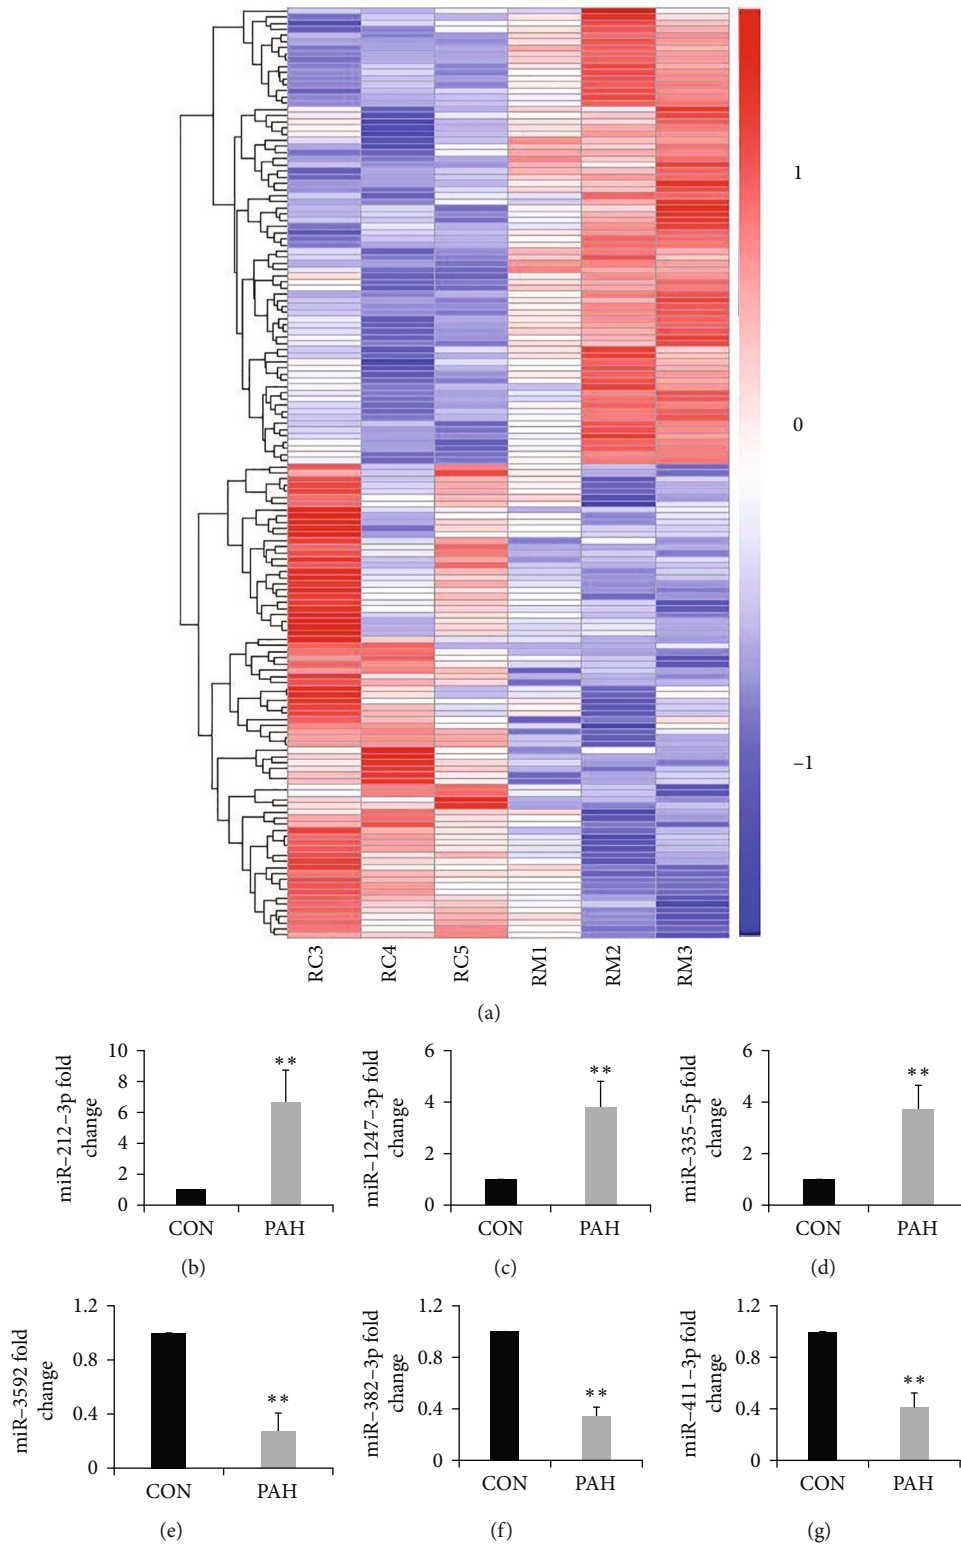 1
0
–1
RC3
RC4
RC5
RM1
RM2
RM3
(a)
miR–212–3p fold
change
10
8
6
4
2
0
**
CON
PAH
(b)
miR–1247–3p fold
change
6
4
2
0
**
CON
PAH
(c)
miR–335–5p fold
change
6
4
2
0
**
CON
PAH
(d)
miR–3592 fold
change
1.2
0.8
0.4
0
**
CON
PAH
(e)
miR–382–3p fold
change
1.2
0.8
0.4
0
**
CON
PAH
(f)
miR–411–3p fold
change
1.2
0.8
0.4
0
**
CON
PAH
(g)